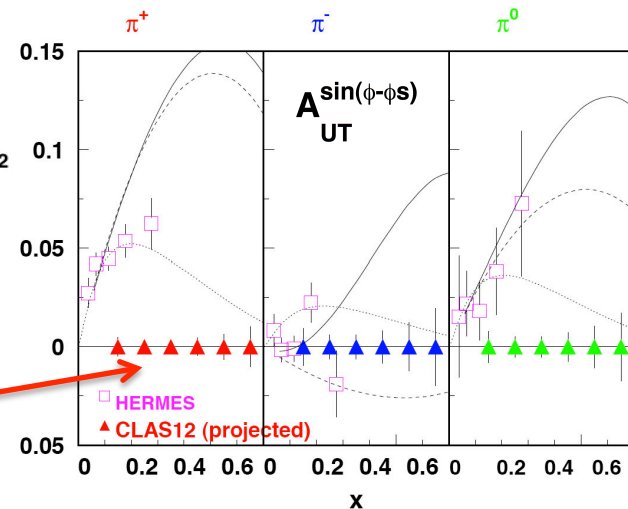 π+ π- π0
0.15
A sin(ϕ-ϕs) UT
2
0.1
0.05
0
HERMES
CLAS12 (projected)
0.05
0 0.2 0.4 0.6 0 0.2 0.4 0.6 0 0.2 0.4 0.6
x